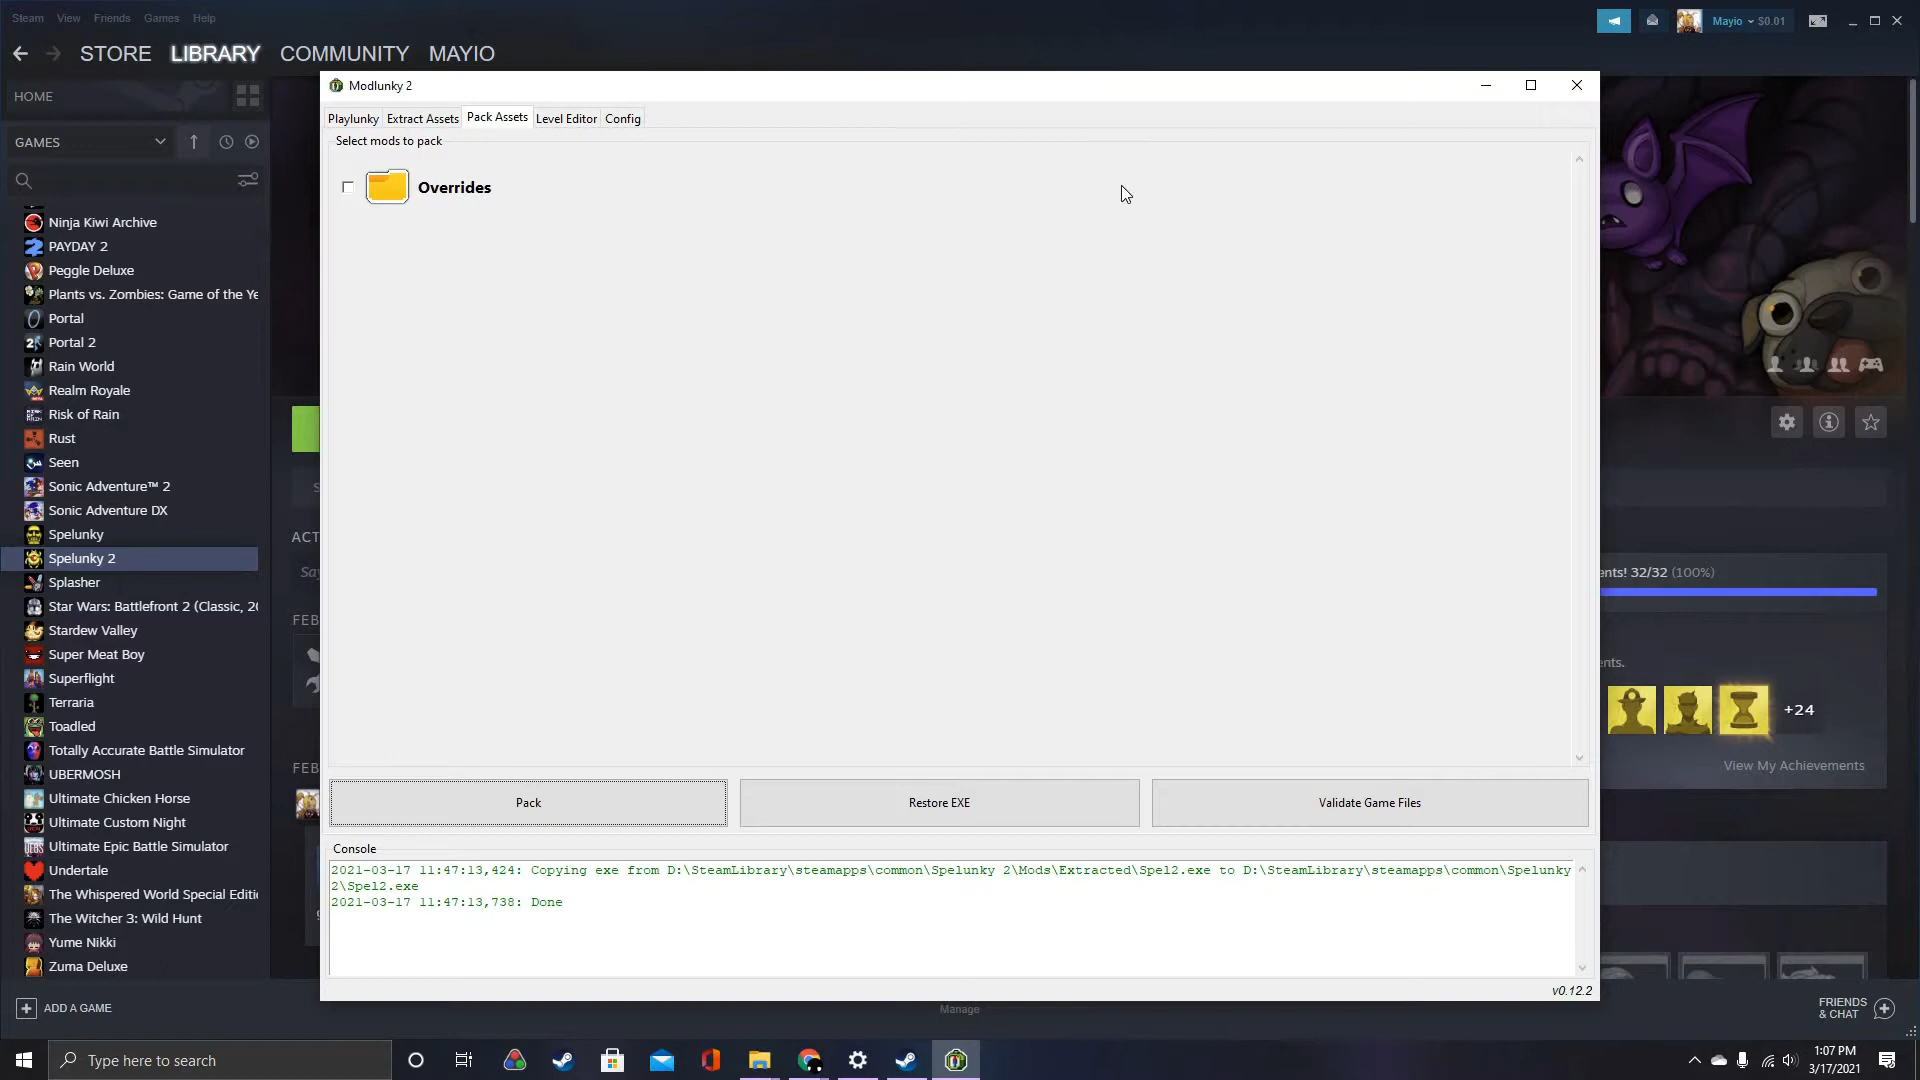 Steam View Friends Games Help
Mayio $0.01
STORE LIBRARY COMMUNITY MAYIO
HOME
GAMES
Ninja Kiwi Archive
PAYDAY 2
Peggle Deluxe
Plants vs. Zombies: Game of the Ye
Portal
Portal 2
Rain World
Realm Royale
Risk of Rain
Rust
Seen
Sonic Adventure™ 2
Sonic Adventure DX
Spelunky
Spelunky 2
Splasher
Star Wars: Battlefront 2 (Classic, 20
Stardew Valley
Super Meat Boy
Superflight
Terraria
Toadled
Totally Accurate Battle Simulator
UBERMOSH
Ultimate Chicken Horse
Ultimate Custom Night
Ultimate Epic Battle Simulator
Undertale
The Whispered World Special Editi
The Witcher 3: Wild Hunt
Yume Nikki
Zuma Deluxe
ADD A GAME
ACT
Say
FEB
FEB
Modlunky 2
Playlunky Extract Assets Pack Assets Level Editor Config
Select mods to pack
Overrides
Pack Restore EXE Validate Game Files
Console
2021-03-17 11:47:13,424: Copying exe from D:\SteamLibrary\steamapps\common\Spelunky 2\Mods\Extracted\Spel2.exe to D:\SteamLibrary\steamapps\common\Spelunky
2\Spel2.exe
2021-03-17 11:47:13,738: Done
v0.12.2
Manage
ents! 32/32 (100%)
ents.
+24
View My Achievements
FRIENDS
& CHAT
Type here to search
1:07 PM
3/17/2021